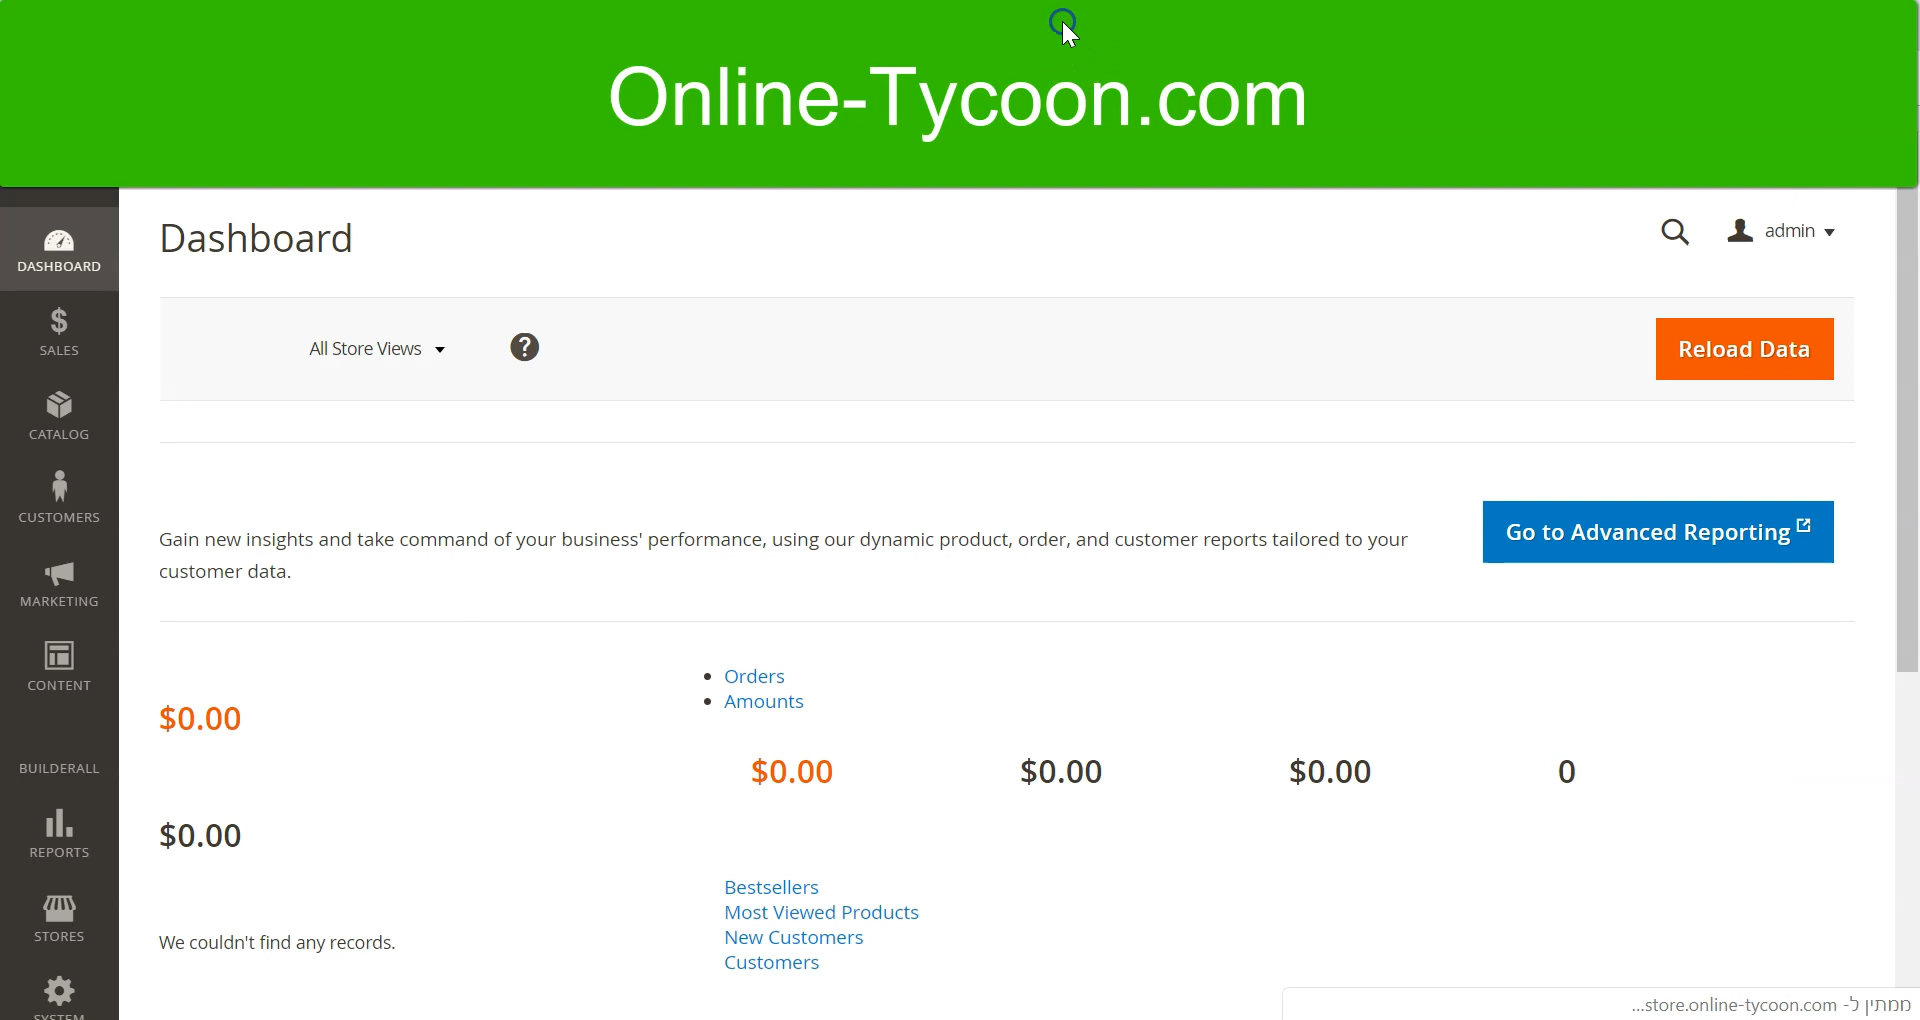 Online-Tycoon.com
Dashboard
admin
DASHBOARD
SALES
CATALOG
CUSTOMERS
MARKETING
CONTENT
BUILDERALL
REPORTS
STORES
SYSTEM
All Store Views
?
Reload Data
Gain new insights and take command of your business' performance, using our dynamic product, order, and customer reports tailored to your
customer data.
Go to Advanced Reporting
$0.00
$0.00
We couldn't find any records.
Orders
Amounts
$0.00 $0.00 $0.00 0
Bestsellers
Most Viewed Products
New Customers
Customers
ממתין ל- store.online-tycoon.com...